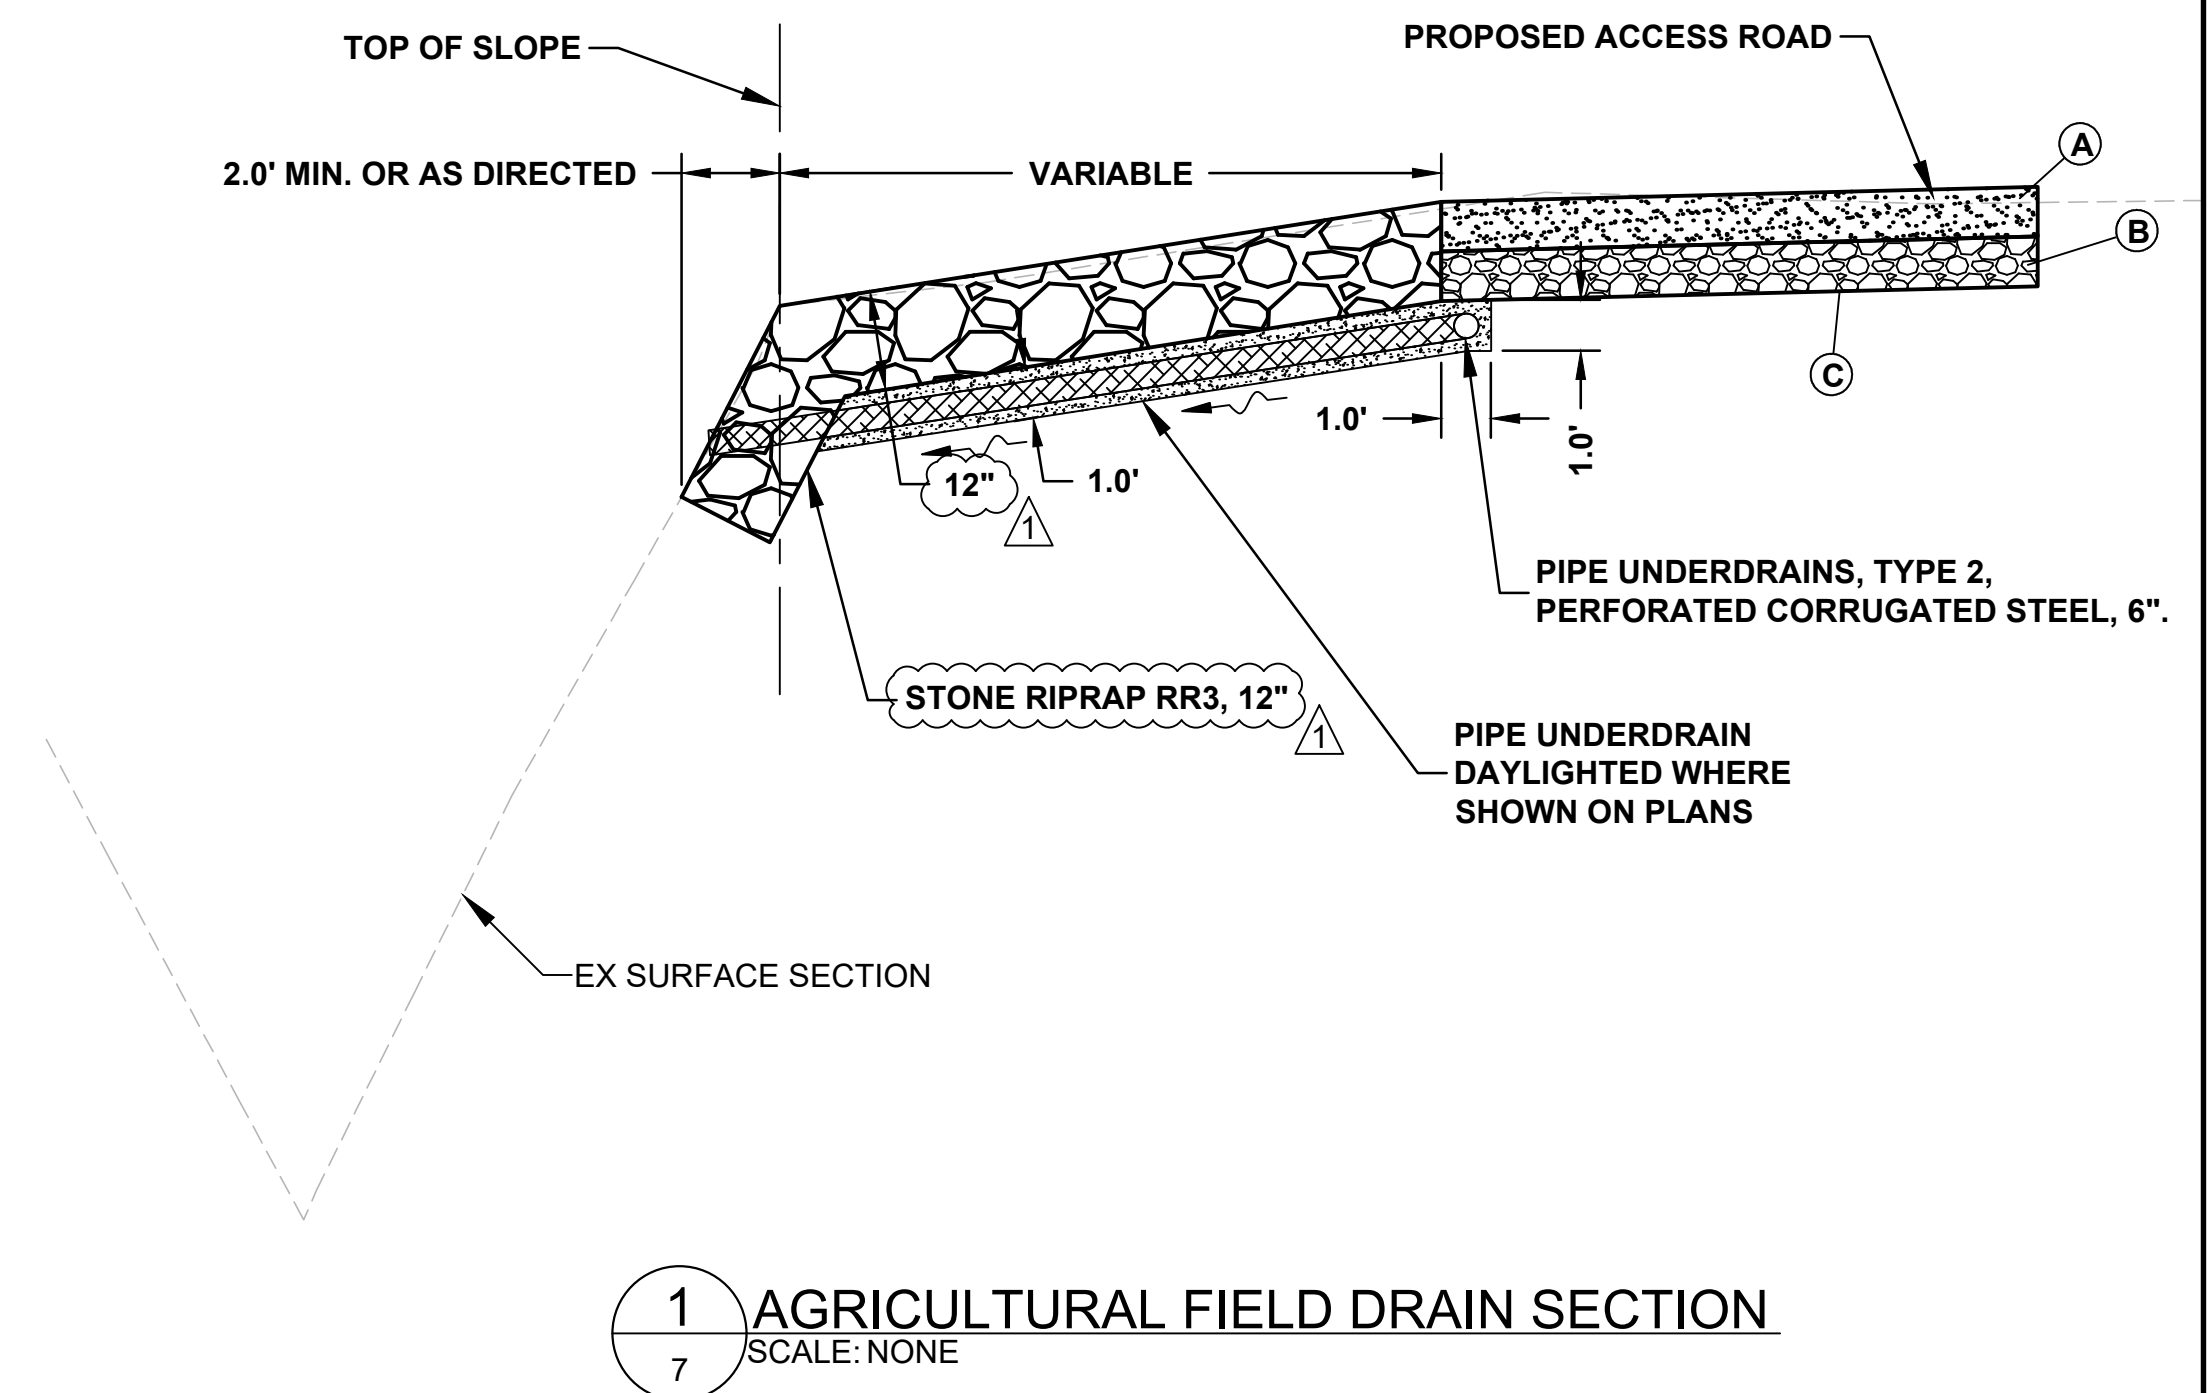 TOP OF SLOPE
PROPOSED ACCESS ROAD
2.0' MIN. OR AS DIRECTED
VARIABLE
A
B
C
1.0'
1.0'
12"
1.0'
1
PIPE UNDERDRAINS, TYPE 2,
PERFORATED CORRUGATED STEEL, 6".
STONE RIPRAP RR3, 12"
1
PIPE UNDERDRAIN
DAYLIGHTED WHERE
SHOWN ON PLANS
EX SURFACE SECTION
1
AGRICULTURAL FIELD DRAIN SECTION
7
SCALE: NONE